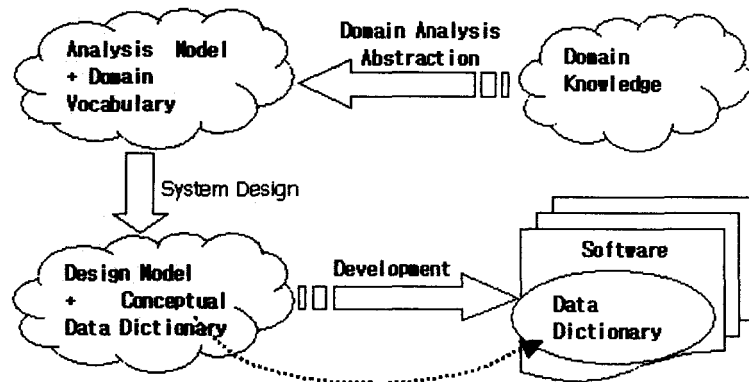 Analysis Model
+ Domain
Vocabulary
Domain Analysis
Abstraction
Domain
Knowledge
System Design
Design Model
+ Conceptual
Data Dictionary
Development
Software
Data
Dictionary